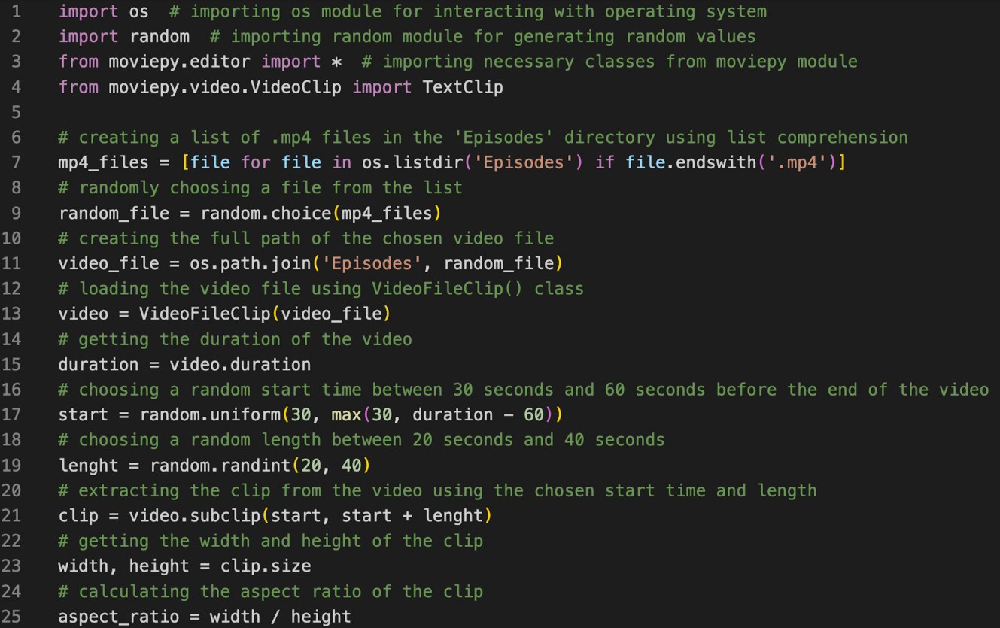 1 import os  # importing os module for interacting with operating system
2 import random  # importing random module for generating random values
3 from moviepy.editor import *  # importing necessary classes from moviepy module
4 from moviepy.video.VideoClip import TextClip
5
6 # creating a list of .mp4 files in the 'Episodes' directory using list comprehension
7 mp4_files = [file for file in os.listdir('Episodes') if file.endswith('.mp4')]
8 # randomly choosing a file from the list
9 random_file = random.choice(mp4_files)
10 # creating the full path of the chosen video file
11 video_file = os.path.join('Episodes', random_file)
12 # loading the video file using VideoFileClip() class
13 video = VideoFileClip(video_file)
14 # getting the duration of the video
15 duration = video.duration
16 # choosing a random start time between 30 seconds and 60 seconds before the end of the video
17 start = random.uniform(30, max(30, duration - 60))
18 # choosing a random length between 20 seconds and 40 seconds
19 lenght = random.randint(20, 40)
20 # extracting the clip from the video using the chosen start time and length
21 clip = video.subclip(start, start + lenght)
22 # getting the width and height of the clip
23 width, height = clip.size
24 # calculating the aspect ratio of the clip
25 aspect_ratio = width / height